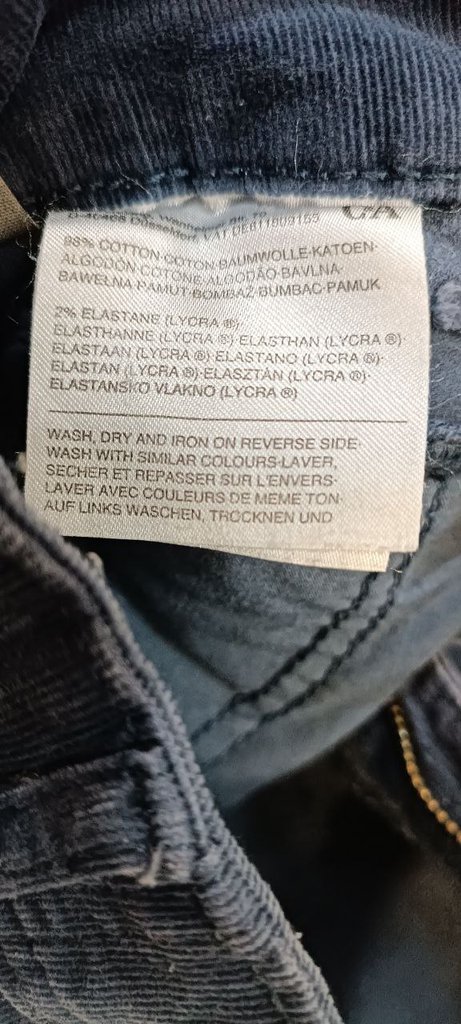 CA
VAT DE811809155
98% COTTON·COTON·BAUMWOLLE·KATOEN·
ALGODÓN·COTONE·ALGODÃO·BAVLNA·
BAWEŁNA·PAMUT·BOMBAŽ·BUMBAC·PAMUK
2% ELASTANE (LYCRA ®)·
ELASTHANNE (LYCRA ®)·ELASTHAN (LYCRA ®)·
ELASTAAN (LYCRA ®)·ELASTANO (LYCRA ®)·
ELASTAN (LYCRA ®)·ELASZTÁN (LYCRA ®)·
ELASTANSKO VLAKNO (LYCRA ®)
WASH, DRY AND IRON ON REVERSE SIDE·
WASH WITH SIMILAR COLOURS·LAVER,
SECHER ET REPASSER SUR L'ENVERS·
LAVER AVEC COULEURS DE MEME TON·
AUF LINKS WASCHEN, TROCKNEN UND